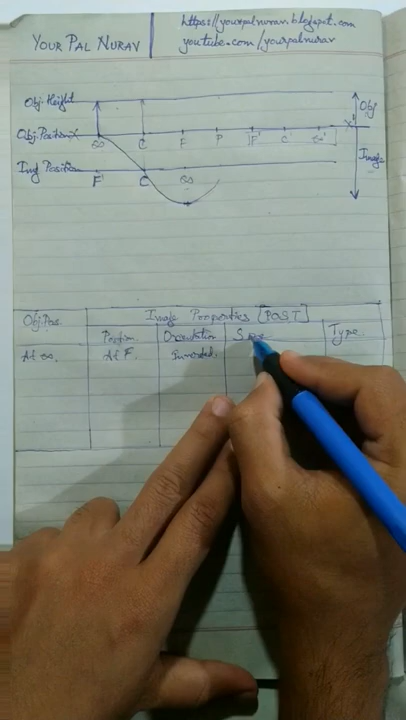 YOUR PAL NURAV
https://yourpalnurav.blogspot.com
youtube.com/yourpalnurav
Obj. Height
Obj
Obj. Position X
∞ C F P F' C'
X'
Img Position
F' C ∞
Image
Obj. Pos.
Image Properties [POST]
Position Orientation Size Type
At ∞. At F. Inverted.